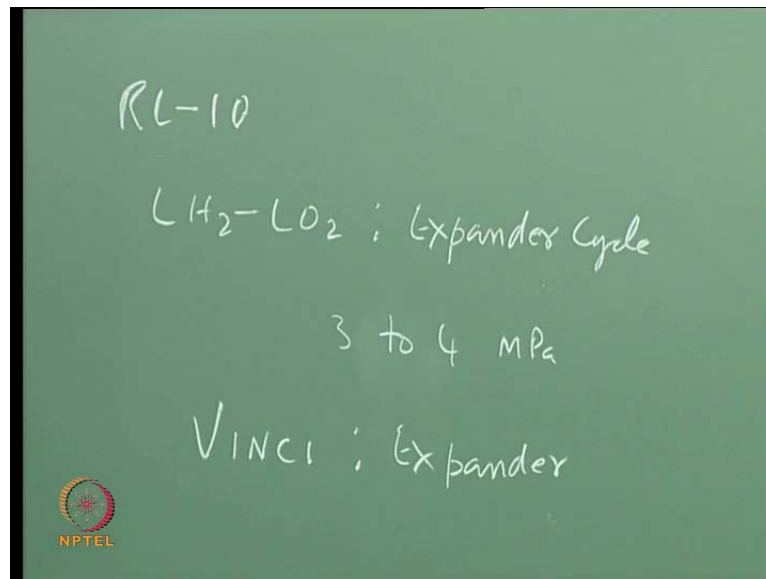 RL-10
LH2-LO2 : Expander Cycle
3 to 4 MPa
VINCI : Expander
NPTEL